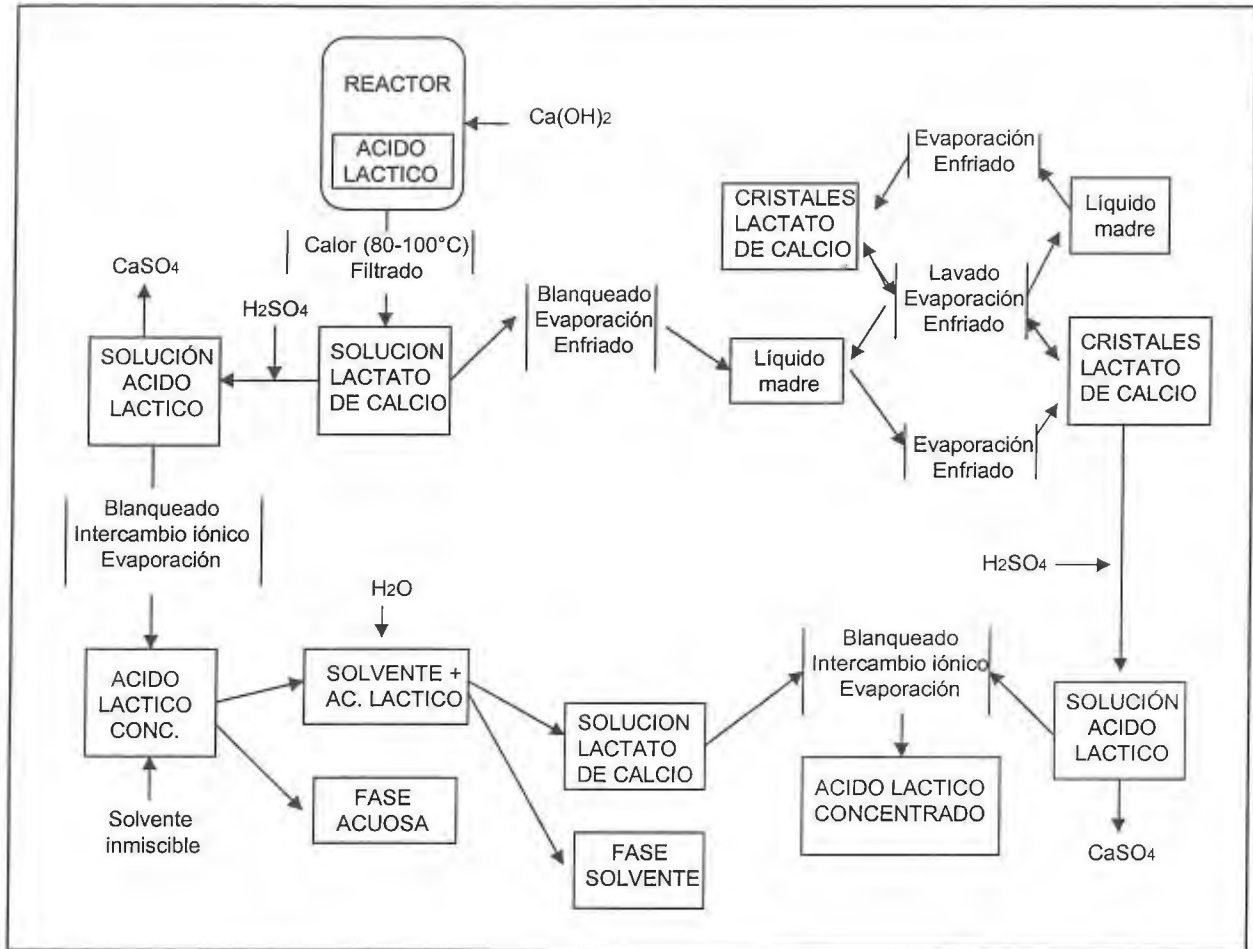 REACTOR
ACIDO
LACTICO
Ca(OH)2
Calor (80-100°C)
Filtrado
CaSO4
H2SO4
SOLUCIÓN
ACIDO
LACTICO
SOLUCION
LACTATO
DE CALCIO
Blanqueado
Evaporación
Enfriado
Líquido
madre
CRISTALES
LACTATO
DE CALCIO
Evaporación
Enfriado
Líquido
madre
Lavado
Evaporación
Enfriado
CRISTALES
LACTATO
DE CALCIO
Evaporación
Enfriado
Blanqueado
Intercambio iónico
Evaporación
H2SO4
ACIDO
LACTICO
CONC.
Solvente
inmiscible
H2O
SOLVENTE +
AC. LACTICO
FASE
ACUOSA
SOLUCION
LACTATO
DE CALCIO
FASE
SOLVENTE
Blanqueado
Intercambio iónico
Evaporación
ACIDO LACTICO
CONCENTRADO
SOLUCIÓN
ACIDO
LACTICO
CaSO4